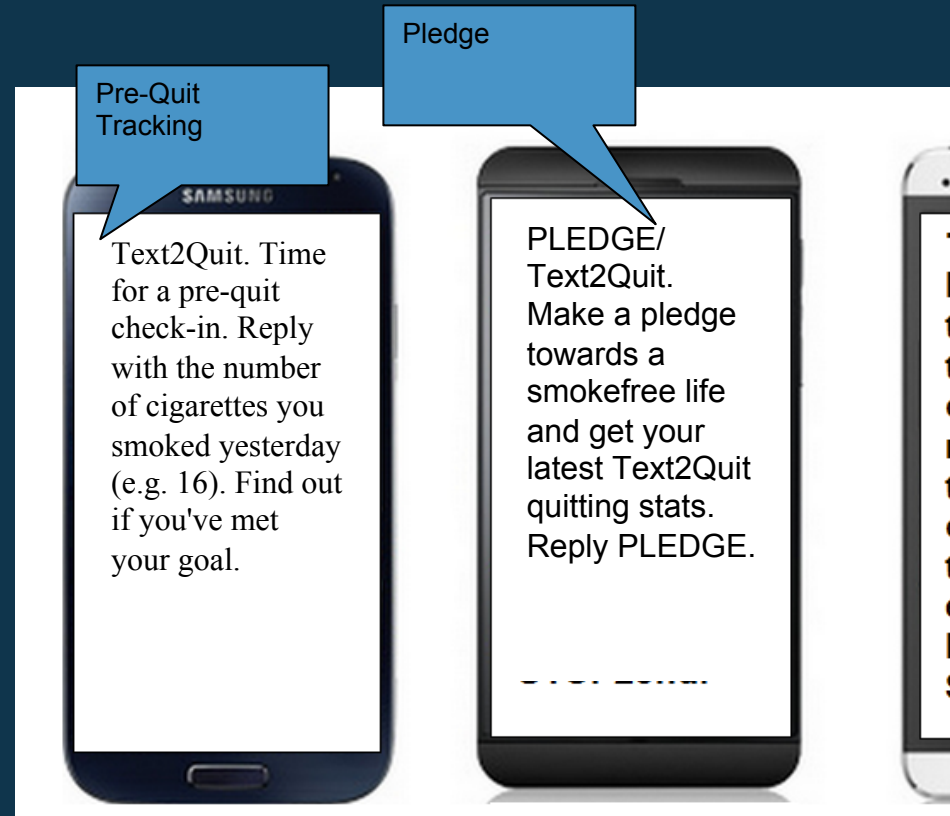 Pledge
Pre-Quit
Tracking
SAMSUNG
Text2Quit. Time
for a pre-quit
check-in. Reply
with the number
of cigarettes you
smoked yesterday
(e.g. 16). Find out
if you've met
your goal.
PLEDGE/
Text2Quit.
Make a pledge
towards a
smokefree life
and get your
latest Text2Quit
quitting stats.
Reply PLEDGE.